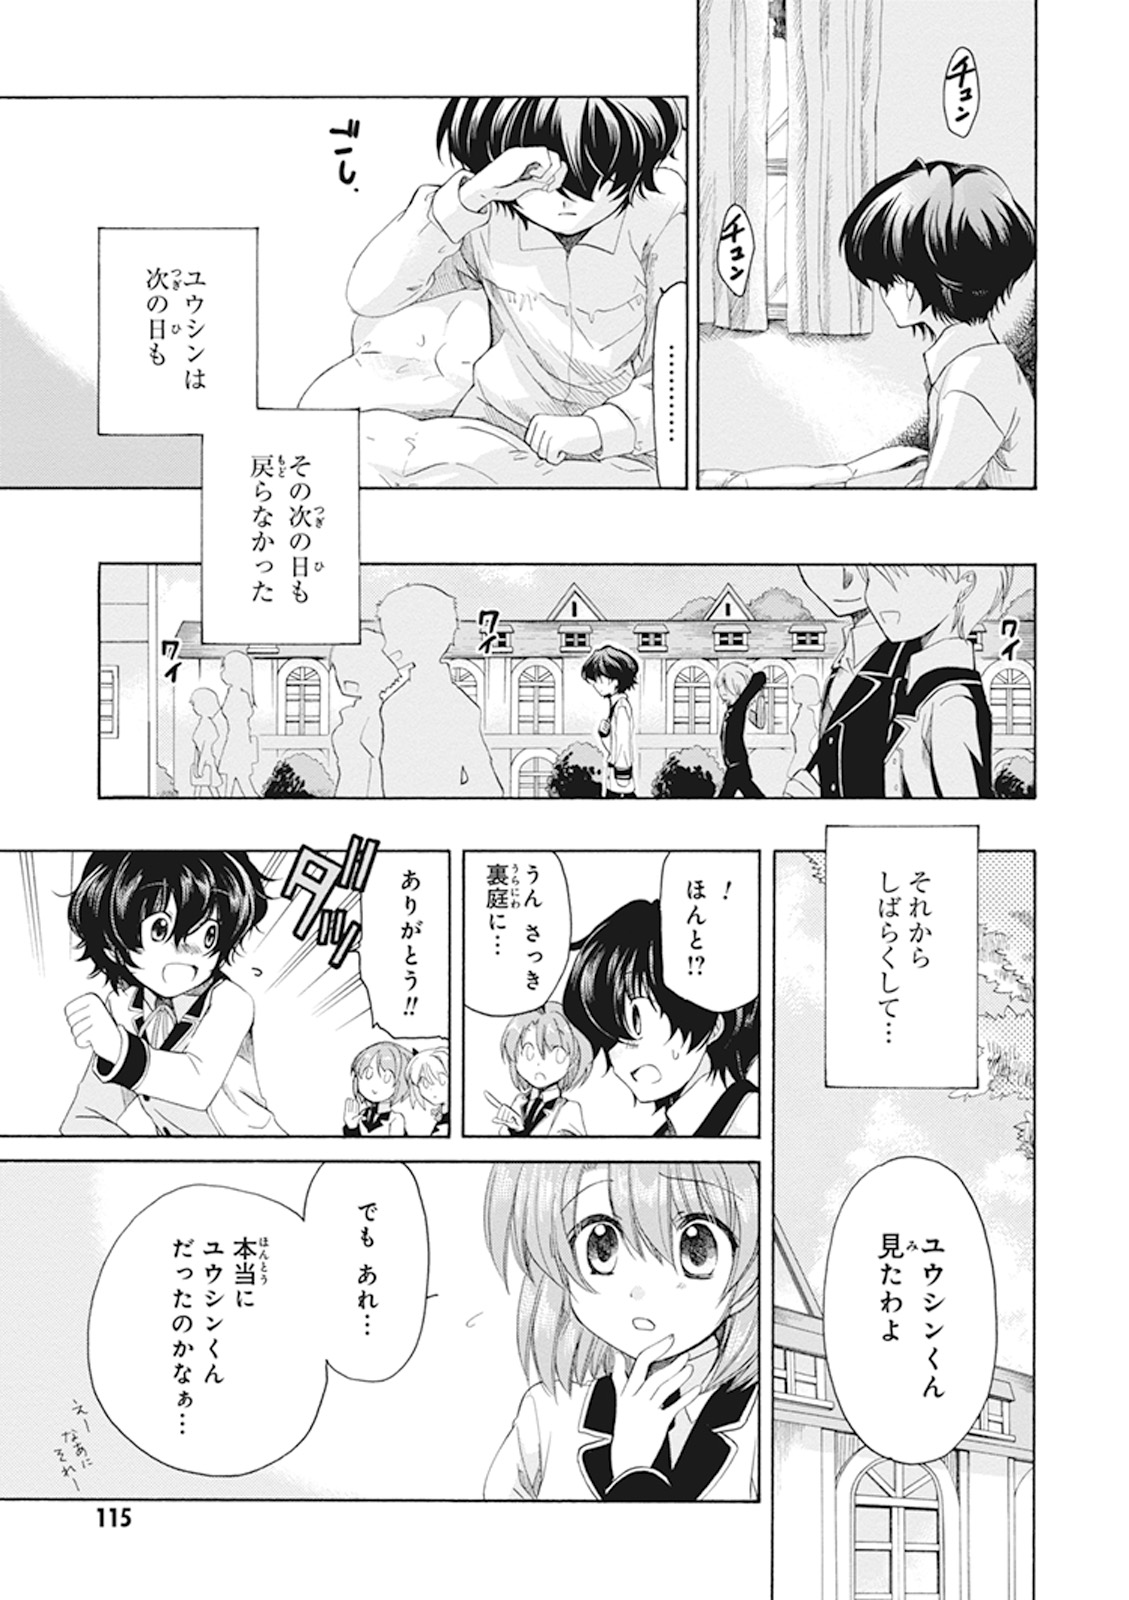 チュン
チュン
ゴし
………
ユウシンは
次の日も
その次の日も
戻らなかった
ワイ
ワイ
ワイ
それから
しばらくして…
ユウシンくん
見たわよ
！
ほんと!?
うん さっき
裏庭に…
ありがとう!!
ダッ
でも あれ…
本当に
ユウシンくん
だったのかなぁ…
えー
なぁに
それー
115